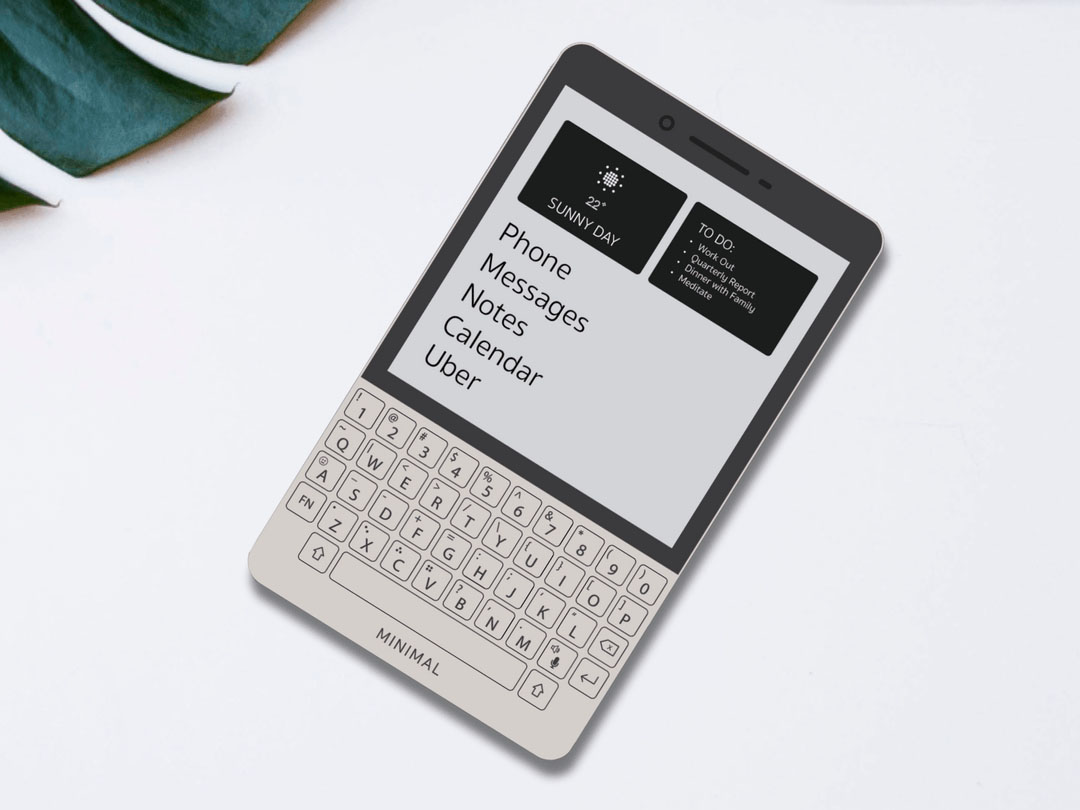 22°
SUNNY DAY
TO DO:
• Work Out
• Quarterly Report
• Dinner with Family
• Meditate
Phone
Messages
Notes
Calendar
Uber
! 1 @ 2 # 3 $ 4 % 5 ^ 6 & 7 * 8 ( 9 ) 0
~ Q W < E > R / T \ Y [ U ] I { O } P
A S D + F = G : H ; J K " L
FN Z X C V ? B N M
MINIMAL